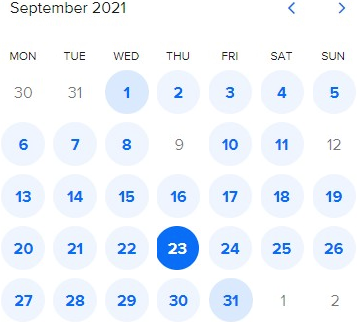 September 2021
MON TUE WED THU FRI SAT SUN
30 31 1 2 3 4 5
6 7 8 9 10 11 12
13 14 15 16 17 18 19
20 21 22 23 24 25 26
27 28 29 30 31 1 2